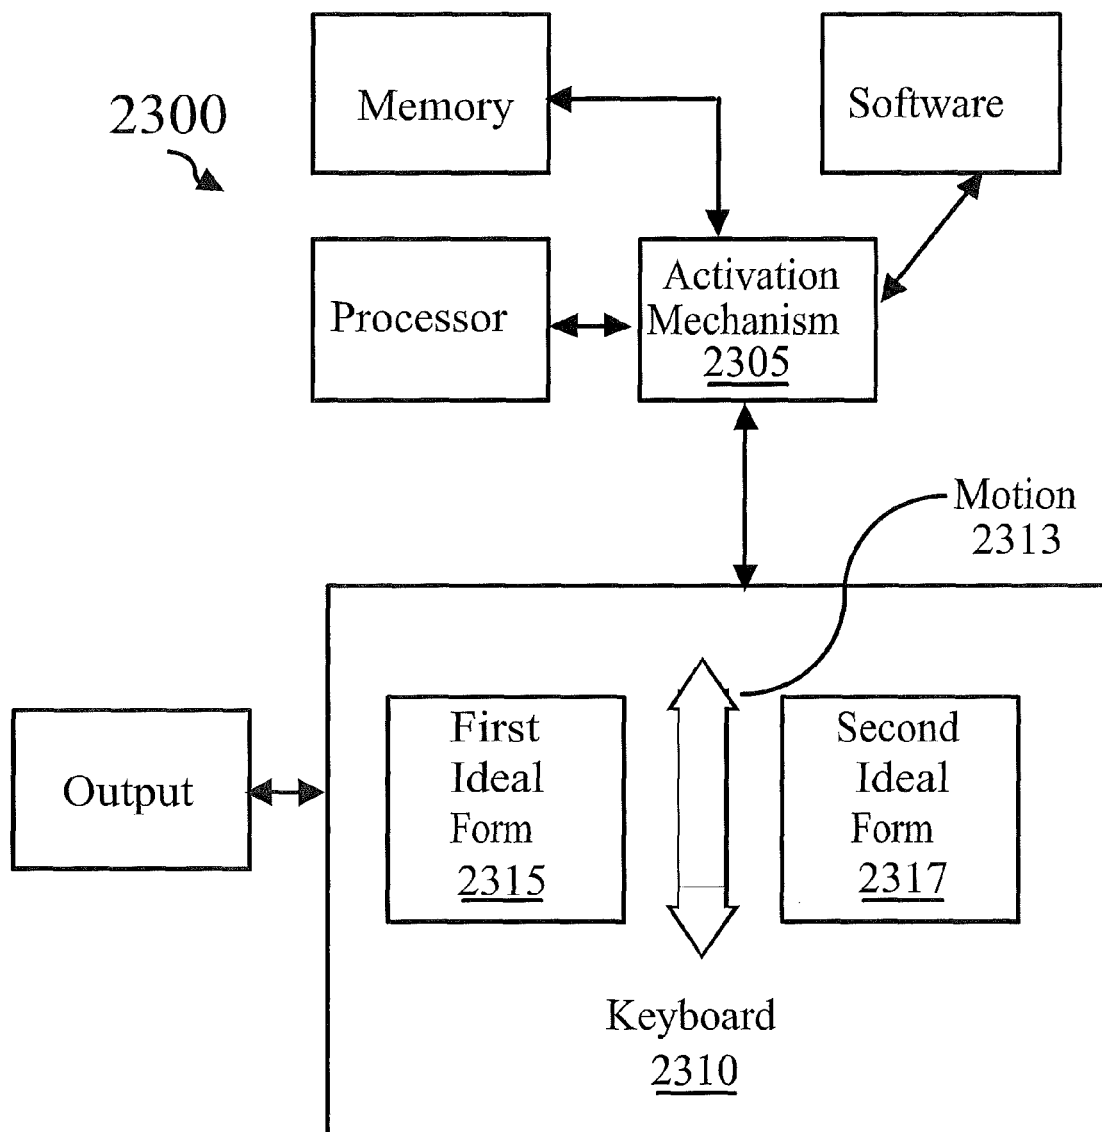 2300
Memory
Software
Processor
Activation
Mechanism
2305
Motion
2313
Output
First
Ideal
Form
2315
Second
Ideal
Form
2317
Keyboard
2310